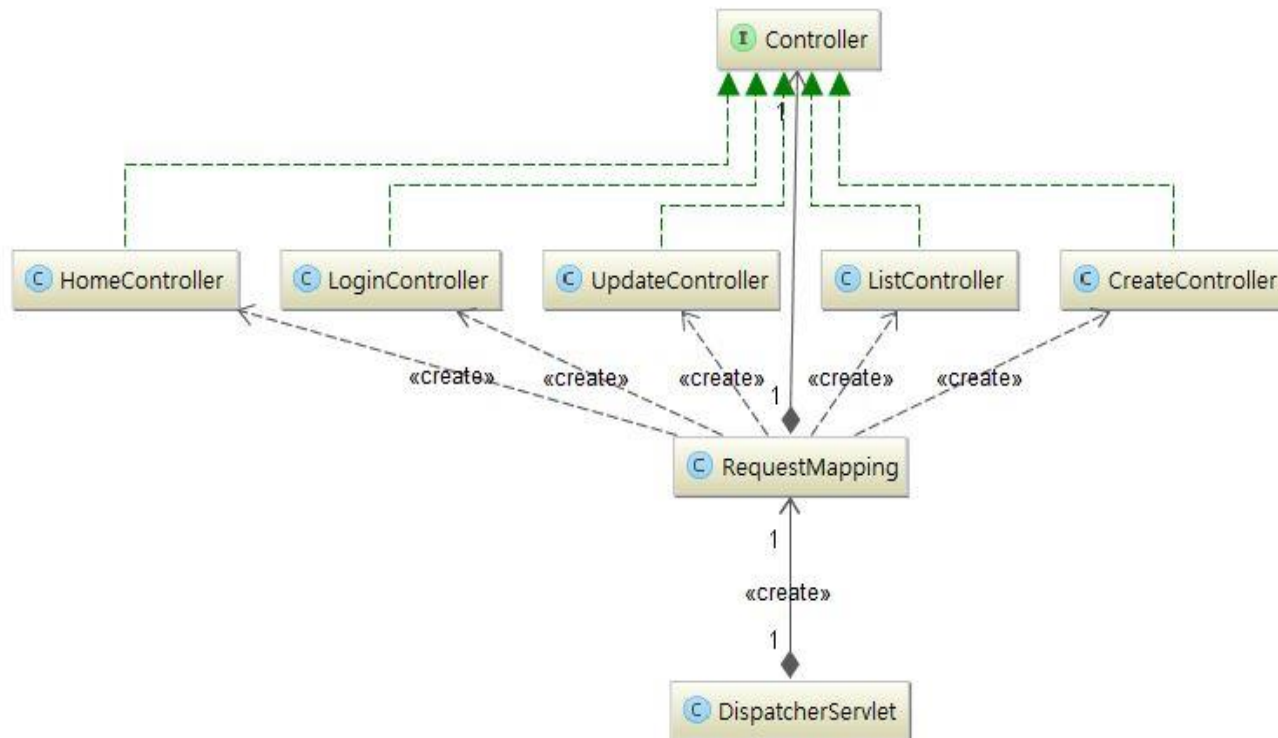 I Controller
1
C HomeController
C LoginController
C UpdateController
C ListController
C CreateController
«create»
«create»
«create»
«create»
«create»
1
C RequestMapping
1
«create»
1
C DispatcherServlet